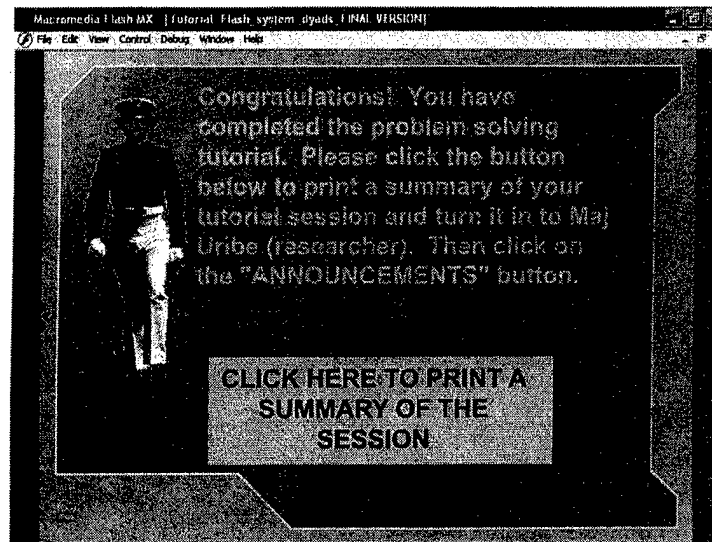 Macromedia Flash MX - [Tutorial_Flash_system_dyads_FINAL VERSION]
File Edit View Control Debug Window Help
Congratulations! You have
completed the problem solving
tutorial. Please click the button
below to print a summary of your
tutorial session and turn it in to Maj
Uribe (researcher). Then click on
the "ANNOUNCEMENTS" button.
CLICK HERE TO PRINT A
SUMMARY OF THE
SESSION